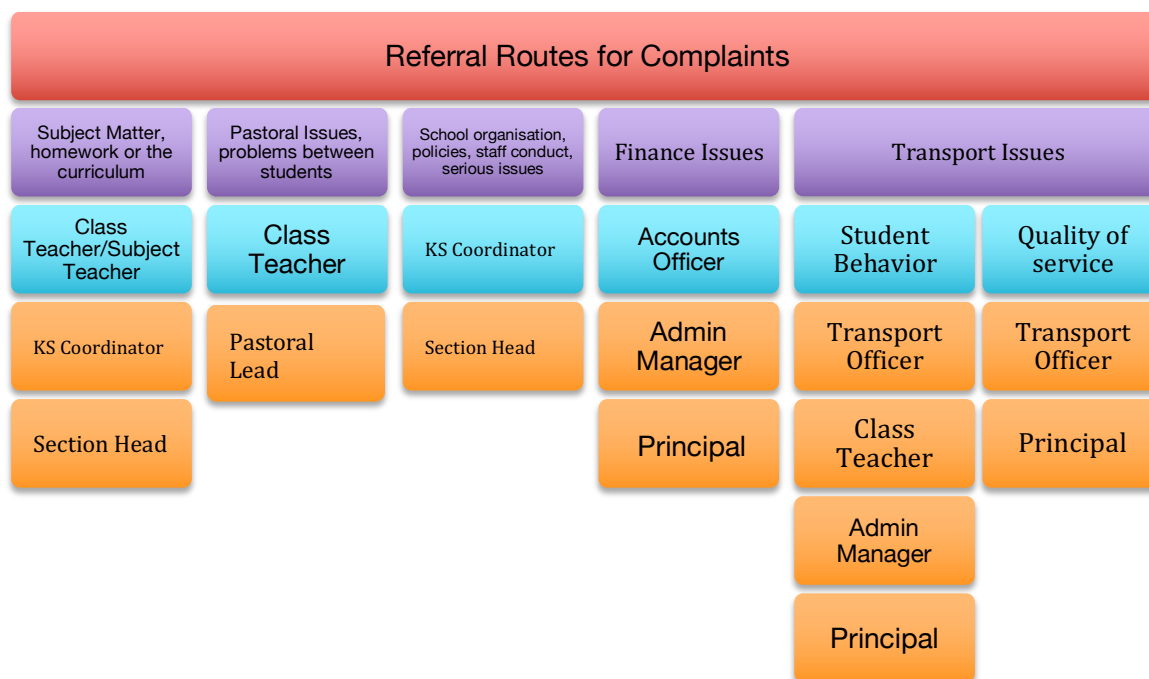 Referral Routes for Complaints
Subject Matter,
homework or the
curriculum
Pastoral Issues,
problems between
students
School organisation,
policies, staff conduct,
serious issues
Finance Issues
Transport Issues
Class
Teacher/Subject
Teacher
Class
Teacher
KS Coordinator
Accounts
Officer
Student
Behavior
Quality of
service
KS Coordinator
Pastoral
Lead
Section Head
Admin
Manager
Transport
Officer
Transport
Officer
Section Head
Principal
Class
Teacher
Principal
Admin
Manager
Principal